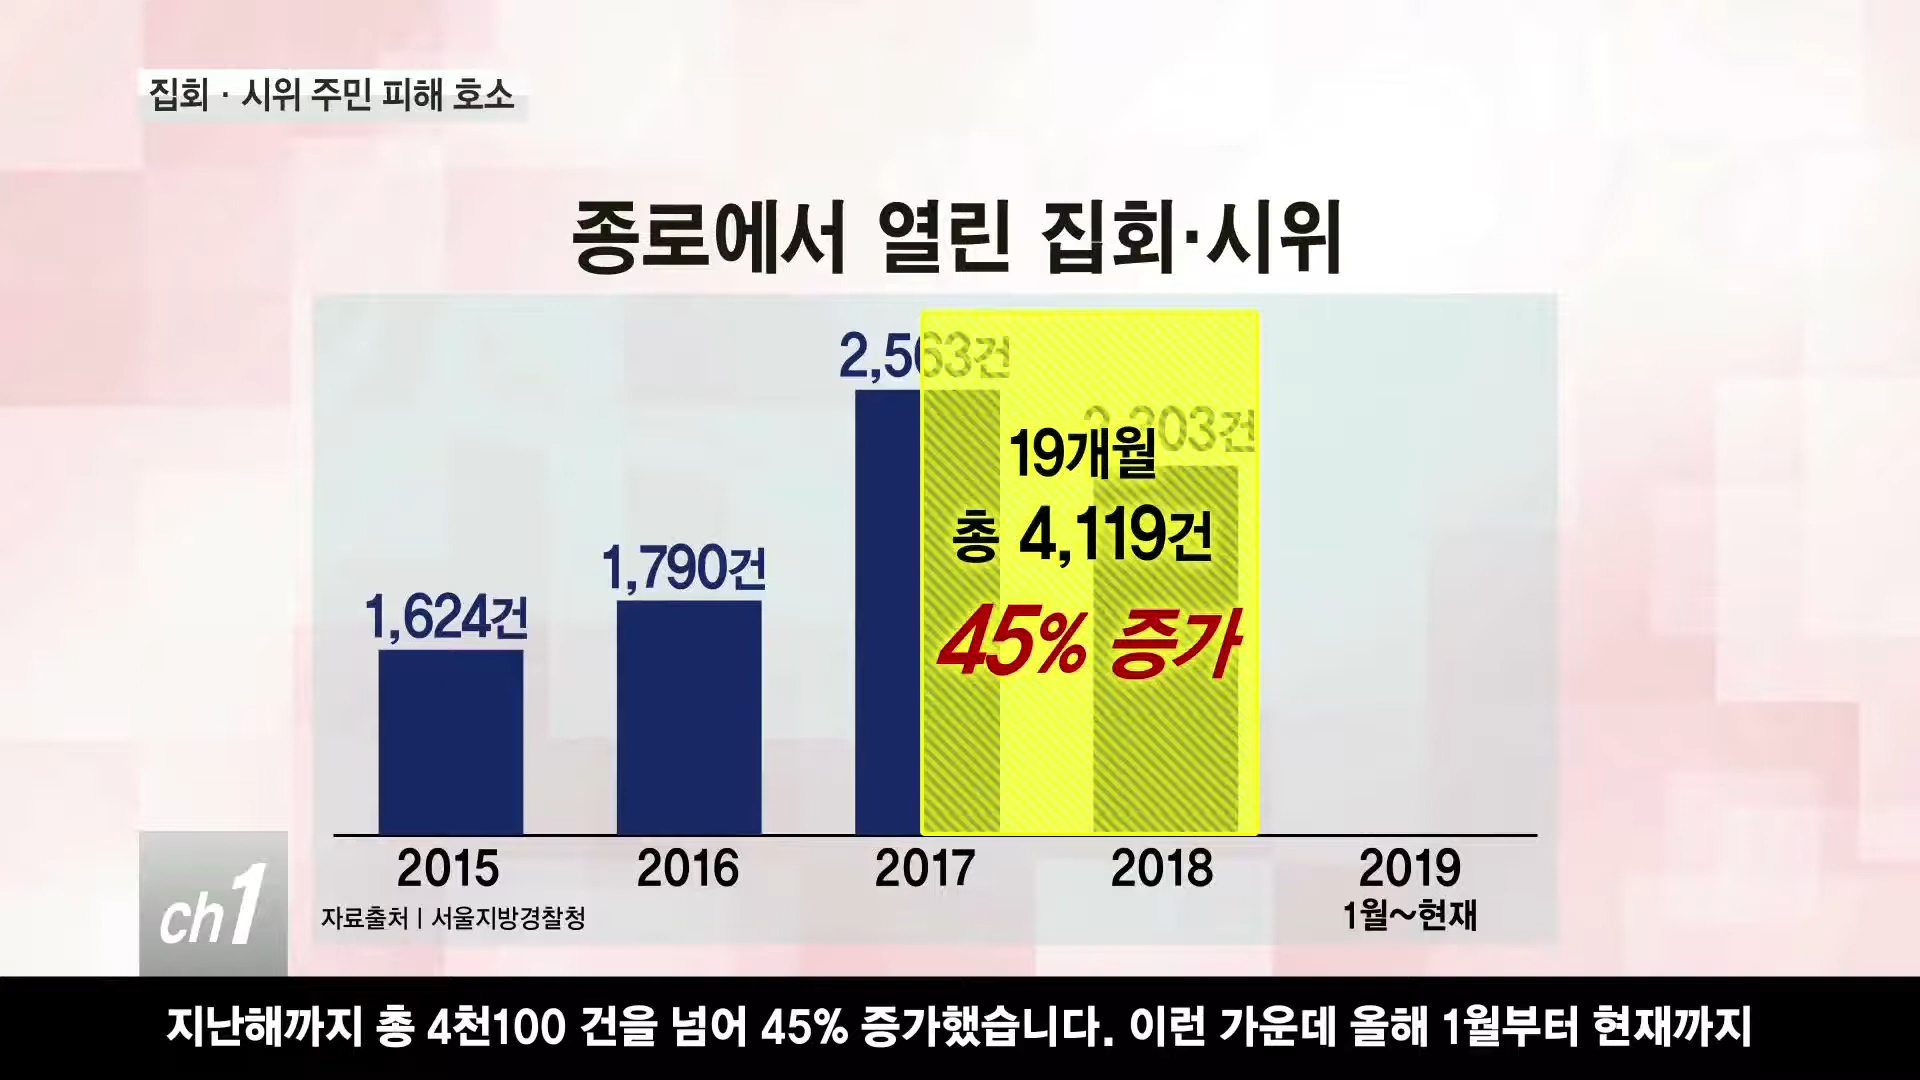 집회 · 시위 주민 피해 호소
종로에서 열린 집회·시위
2,563건
19개월
총 4,119건
45% 증가
1,790건
1,624건
2015 2016 2017 2018 2019
1월~현재
자료출처 | 서울지방경찰청
ch1
지난해까지 총 4천100 건을 넘어 45% 증가했습니다. 이런 가운데 올해 1월부터 현재까지